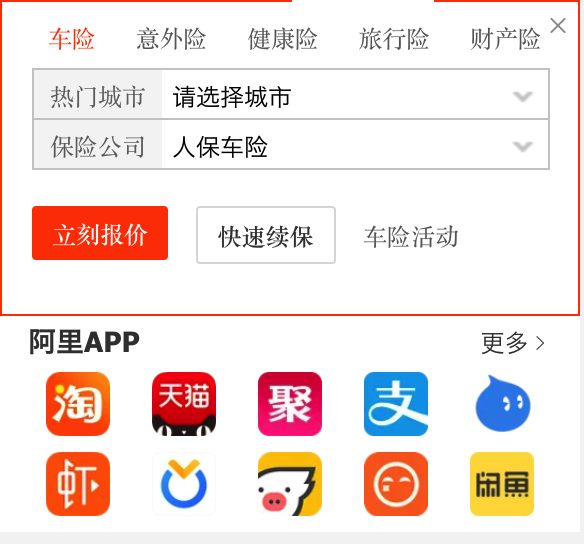 车险 意外险 健康险 旅行险 财产险
热门城市 请选择城市
保险公司 人保车险
立刻报价 快速续保 车险活动
阿里APP 更多
淘 天猫 聚 支
虾 闲鱼